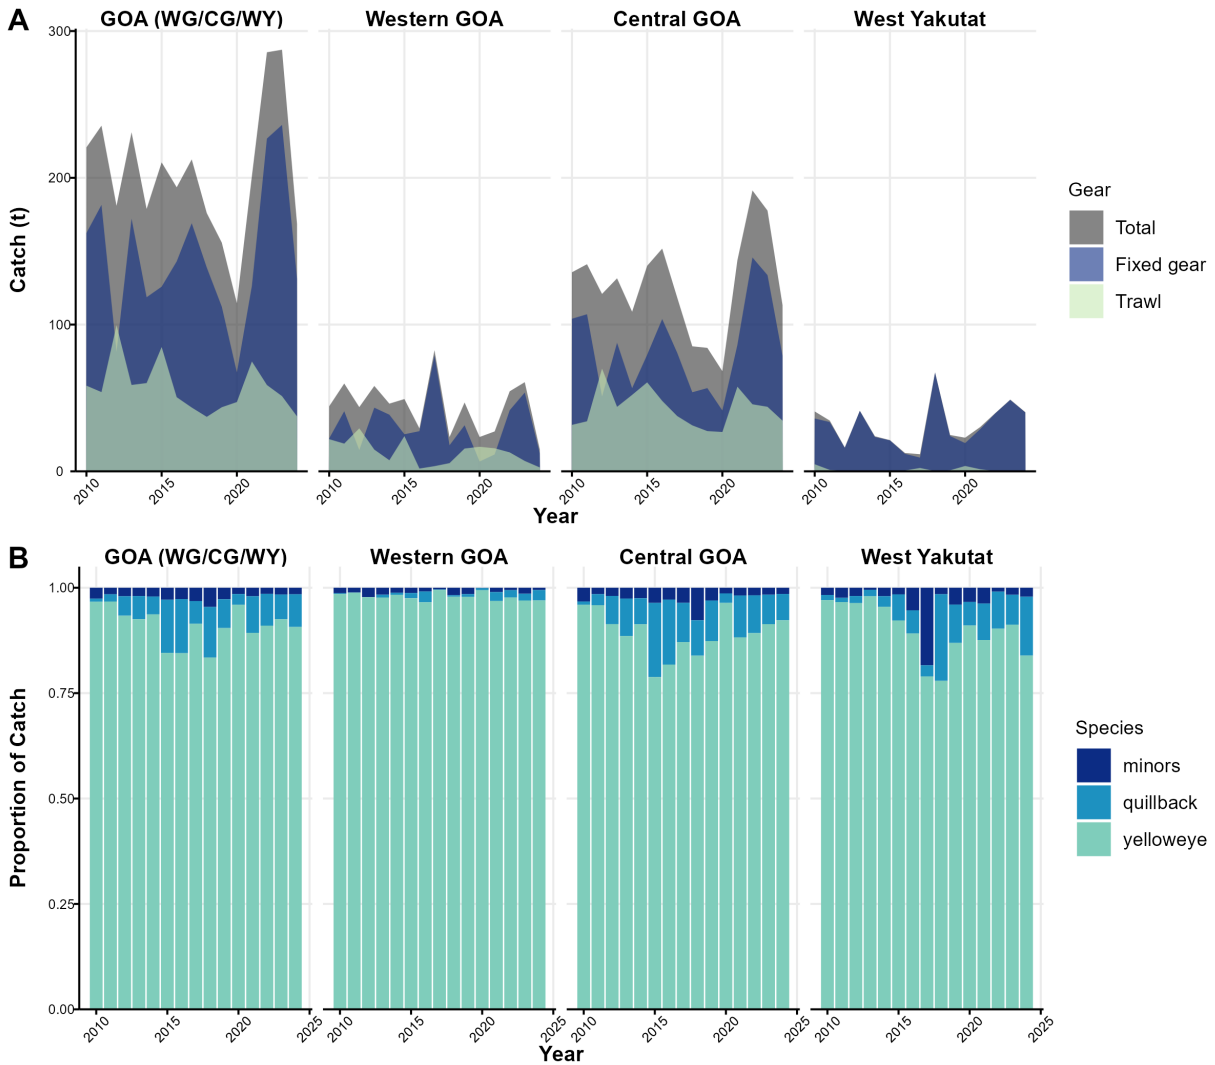 A
GOA (WG/CG/WY) Western GOA Central GOA West Yakutat
Catch (t)
300
200
100
0
2010 2015 2020 2010 2015 2020 2010 2015 2020 2010 2015 2020
Year
Gear
Total
Fixed gear
Trawl
B
GOA (WG/CG/WY) Western GOA Central GOA West Yakutat
Proportion of Catch
1.00
0.75
0.50
0.25
0.00
2010 2015 2020 2025 2010 2015 2020 2025 2010 2015 2020 2025 2010 2015 2020 2025
Year
Species
minors
quillback
yelloweye